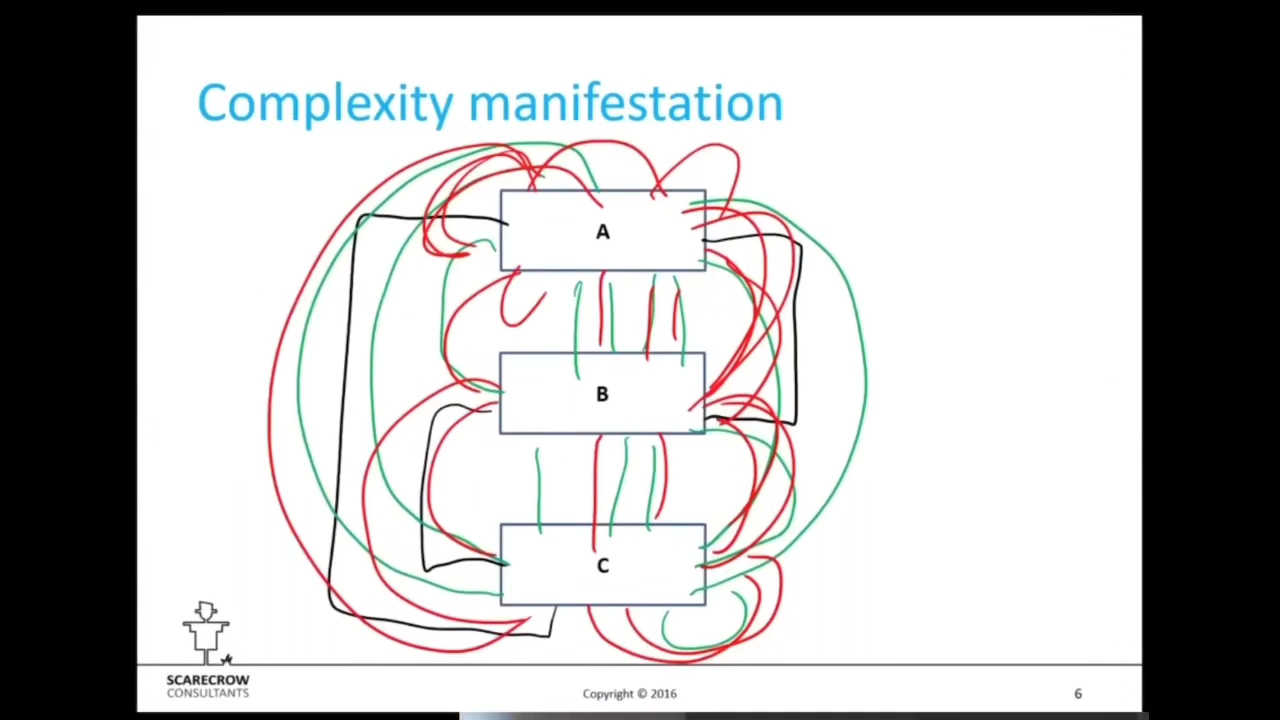 Complexity manifestation
A
B
C
SCARECROW
CONSULTANTS
Copyright © 2016
6